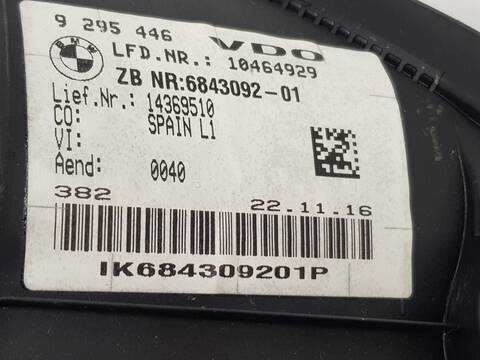 9 295 446 VDO
BMW LFD.NR.: 10464929
ZB NR:6843092-01
Lief.Nr.: 14369510
CO: SPAIN L1
VI:
Aend: 0040
382 22.11.16
IK684309201P